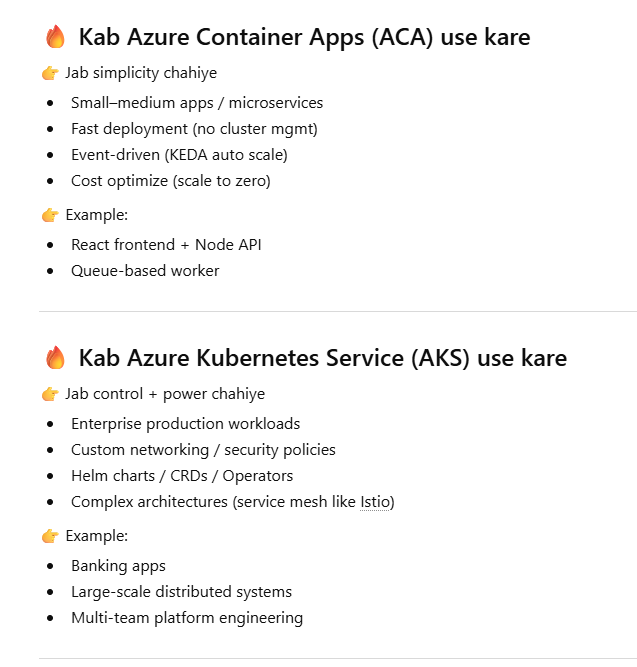 🔥 Kab Azure Container Apps (ACA) use kare
👉 Jab simplicity chahiye
• Small–medium apps / microservices
• Fast deployment (no cluster mgmt)
• Event-driven (KEDA auto scale)
• Cost optimize (scale to zero)
👉 Example:
• React frontend + Node API
• Queue-based worker
🔥 Kab Azure Kubernetes Service (AKS) use kare
👉 Jab control + power chahiye
• Enterprise production workloads
• Custom networking / security policies
• Helm charts / CRDs / Operators
• Complex architectures (service mesh like Istio)
👉 Example:
• Banking apps
• Large-scale distributed systems
• Multi-team platform engineering